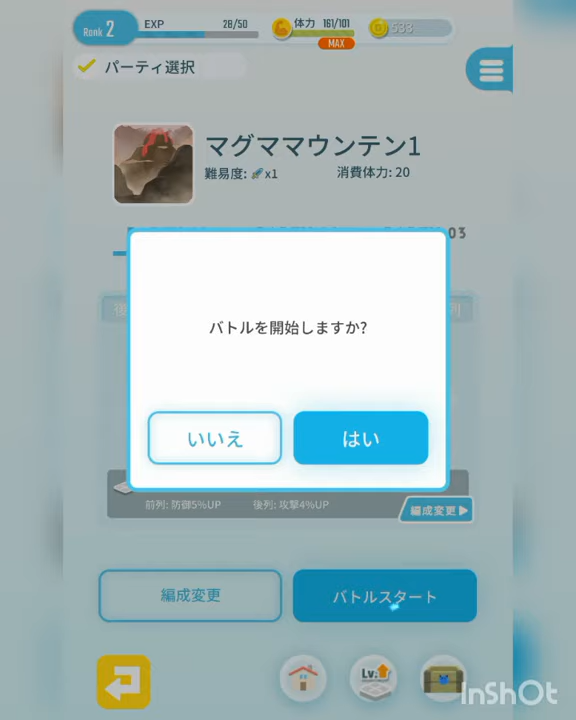 Rank 2
EXP 28/50
体力 161/101
MAX
533
パーティ選択
マグママウンテン1
難易度: x1
消費体力: 20
03
後
列
バトルを開始しますか?
いいえ
はい
前列: 防御5%UP
後列: 攻撃4%UP
編成変更▶
編成変更
バトルスタート
Lv.
InShOt